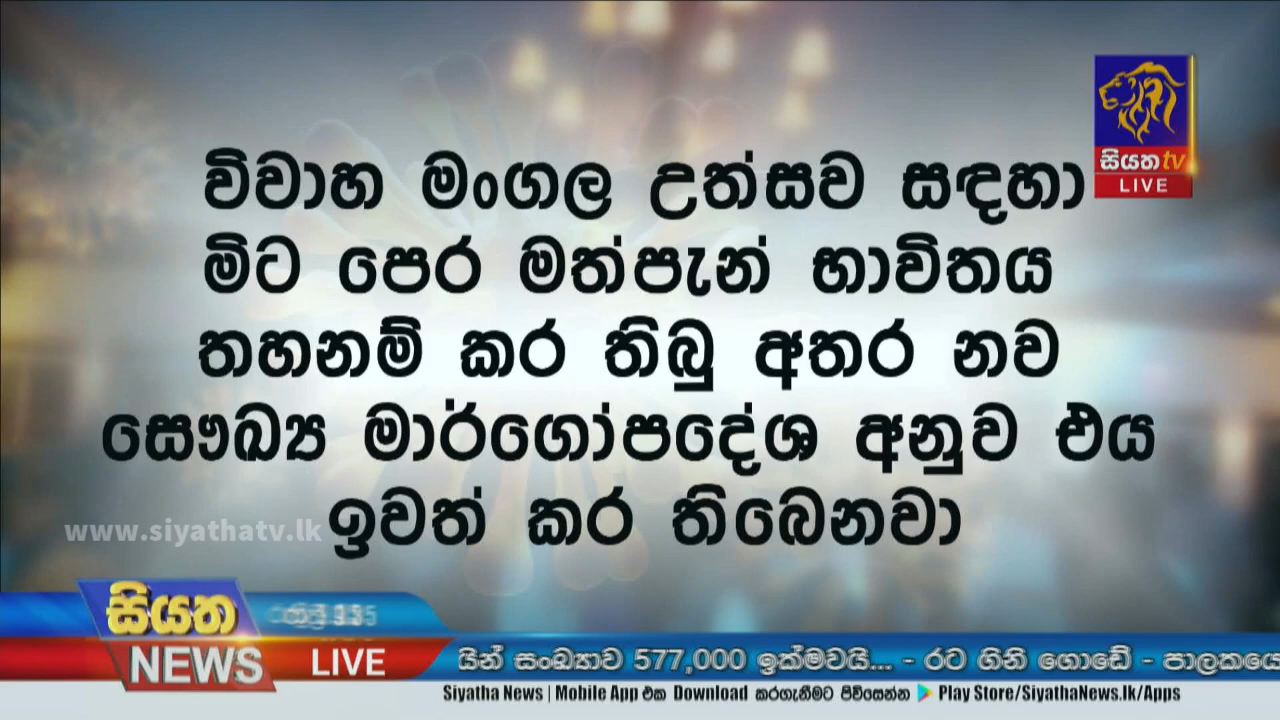 විවාහ මංගල උත්සව සඳහා
මිට පෙර මත්පැන් භාවිතය
තහනම් කර තිබු අතර නව
සෞඛ්‍ය මාර්ගෝපදේශ අනුව එය
ඉවත් කර තිබෙනවා
සියත tv
LIVE
www.siyathatv.lk
සියත
NEWS
LIVE
යින් සංඛ්‍යාව 577,000 ඉක්මවයි... - රට ගිනි ගොඩේ - පාලකයෝ
Siyatha News | Mobile App එක Download කරගැනීමට පිවිසෙන්න Play Store/SiyathaNews.lk/Apps